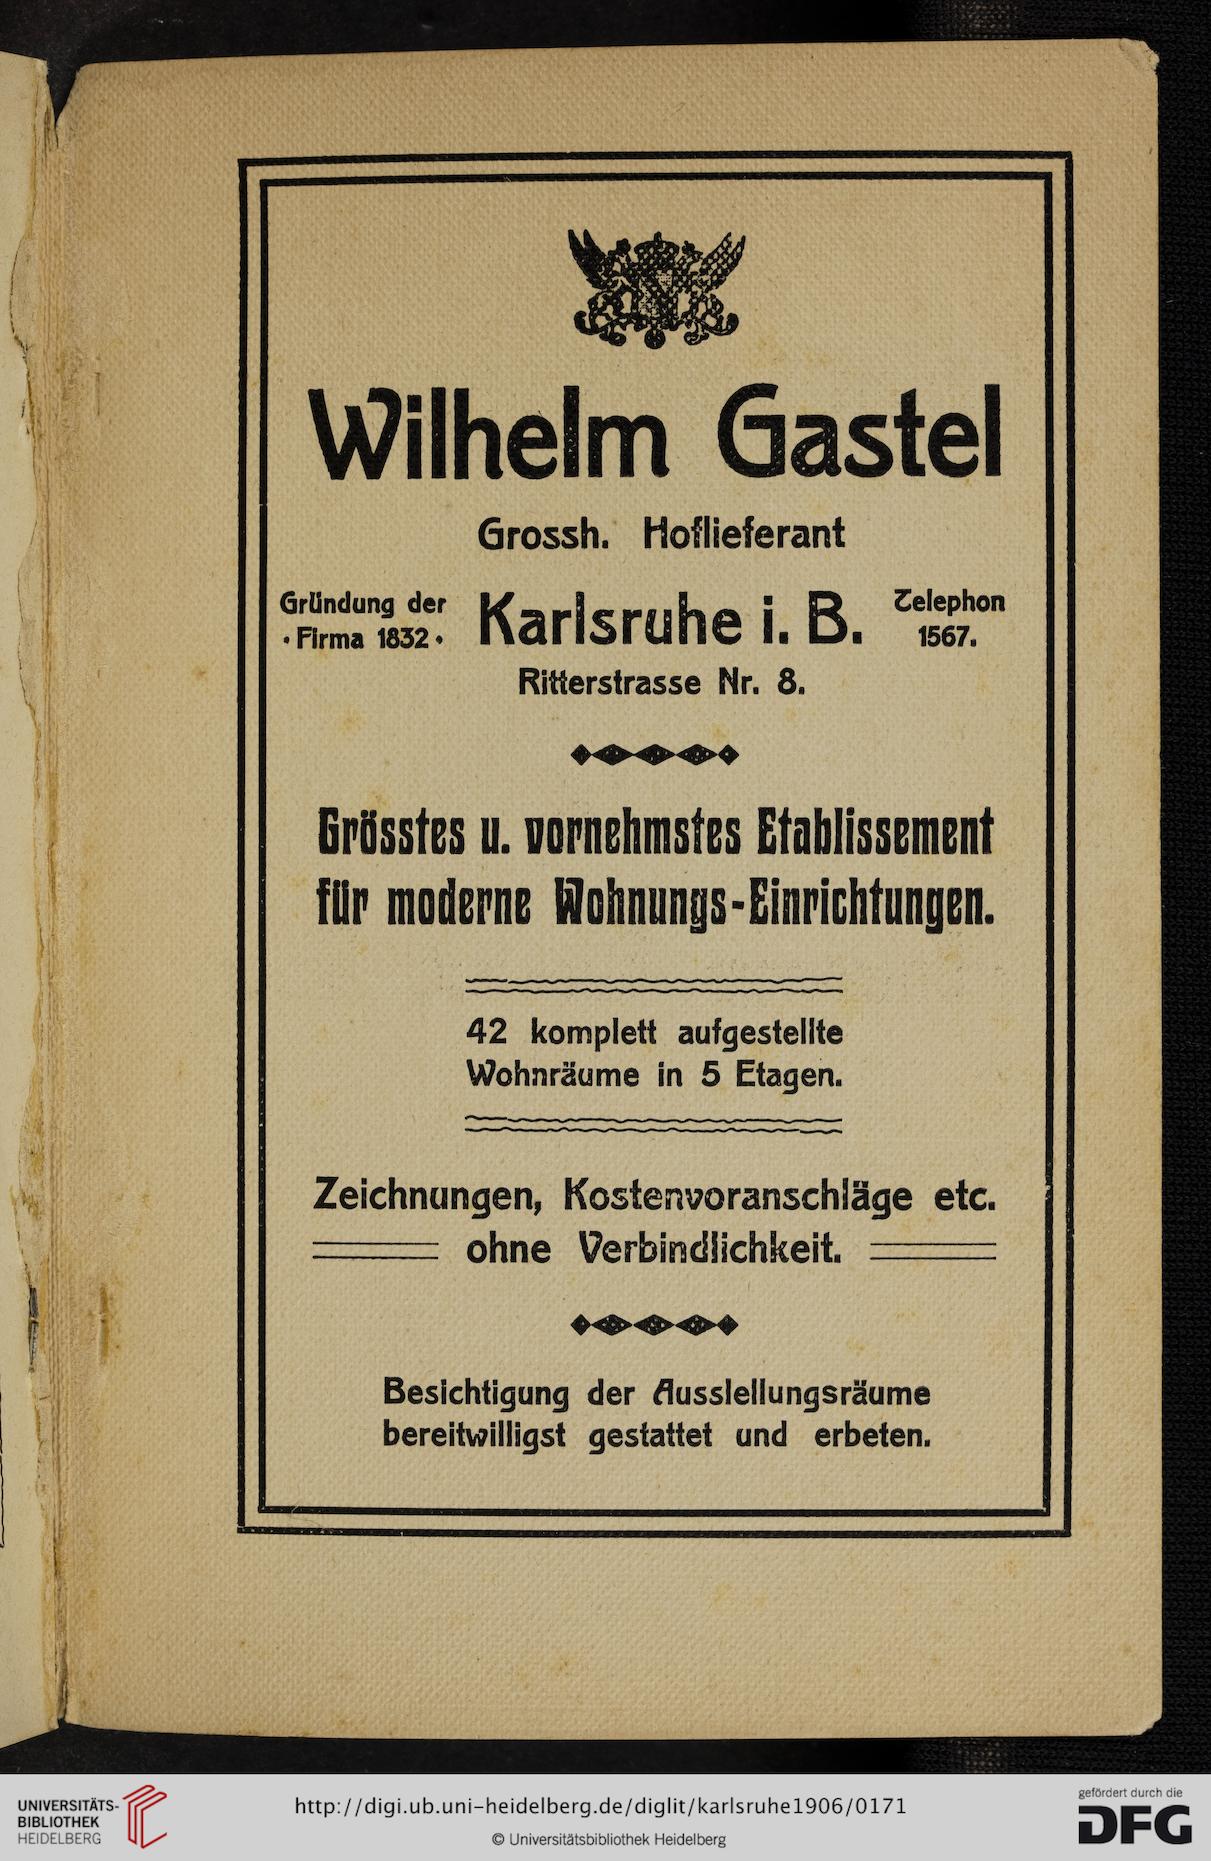 Wilhelm Gastel
Grossh. Hoflieferant
Gründung der
· Firma 1832 ·
Karlsruhe i. B.
Telephon
1567.
Ritterstrasse Nr. 8.
Grösstes u. vornehmstes Etablissement
für moderne Wohnungs-Einrichtungen.
42 komplett aufgestellte
Wohnräume in 5 Etagen.
Zeichnungen, Kostenvoranschläge etc.
ohne Verbindlichkeit.
Besichtigung der Ausslellungsräume
bereitwilligst gestattet und erbeten.
UNIVERSITÄTS-
BIBLIOTHEK
HEIDELBERG
http://digi.ub.uni-heidelberg.de/diglit/karlsruhe1906/0171
© Universitätsbibliothek Heidelberg
gefördert durch die
DFG